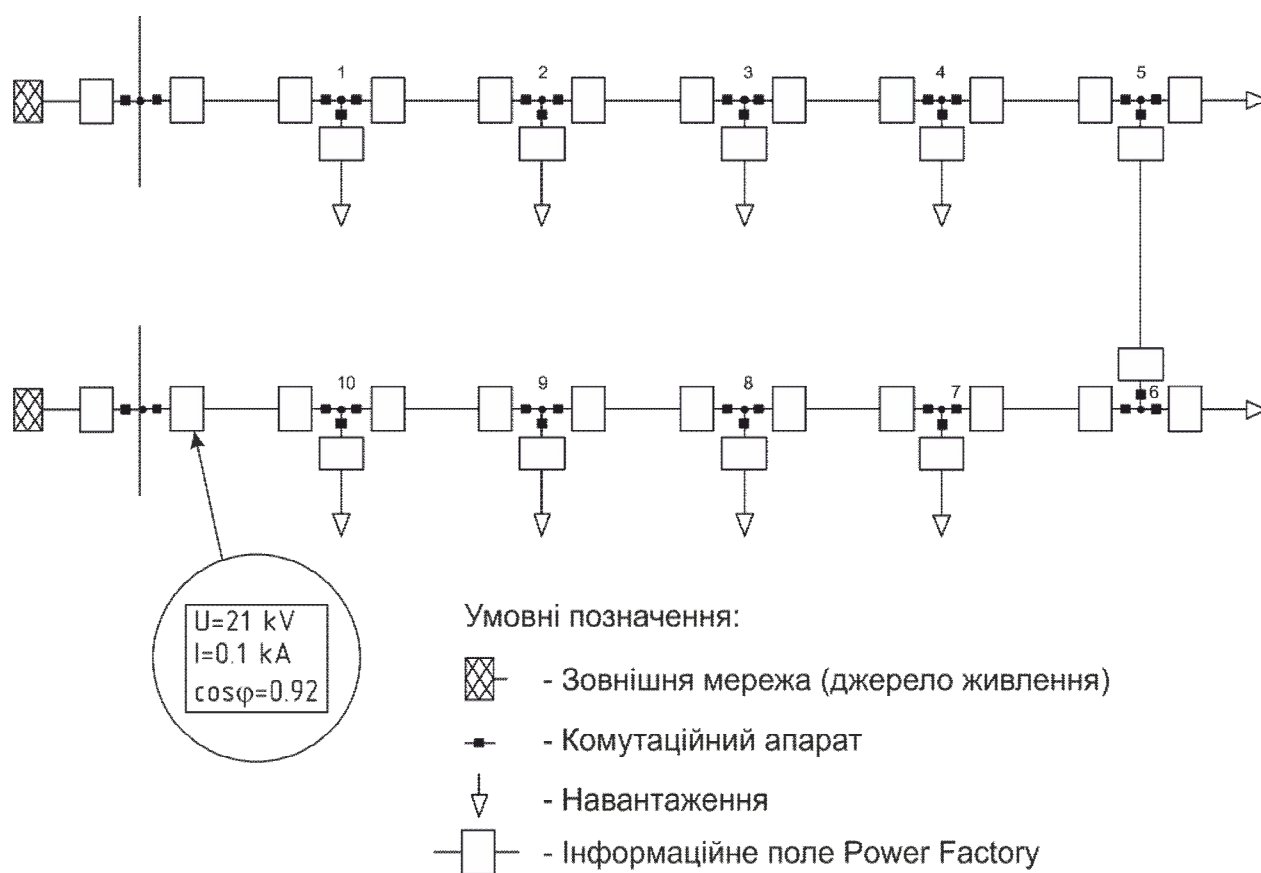 1
2
3
4
5
10
9
8
7
6
U=21 kV
I=0.1 kA
cosφ=0.92
Умовні позначення:
- Зовнішня мережа (джерело живлення)
- Комутаційний апарат
- Навантаження
- Інформаційне поле Power Factory